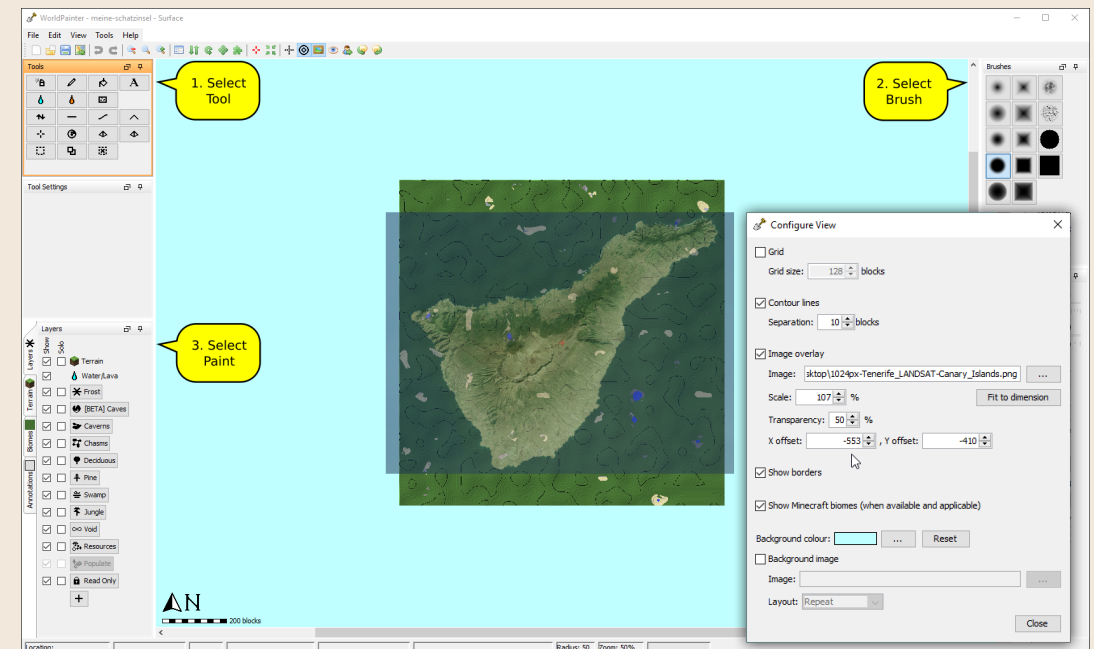 WorldPainter - meine-schatzinsel - Surface
File Edit View Tools Help
Tools
1. Select
Tool
2. Select
Brush
Brushes
Tool Settings
Configure View
Grid
Grid size: 128 blocks
Contour lines
Separation: 10 blocks
Image overlay
Image: sktop\1024px-Tenerife_LANDSAT-Canary_Islands.png ...
Scale: 107 % Fit to dimension
Transparency: 50 %
X offset: -553 , Y offset: -410
Show borders
Show Minecraft biomes (when available and applicable)
Background colour: ... Reset
Background image
Image: ...
Layout: Repeat
Close
3. Select
Paint
Layers
Show
Solo
Layers
Terrain
Biomes
Annotations
Terrain
Water/Lava
Frost
[BETA] Caves
Caverns
Chasms
Deciduous
Pine
Swamp
Jungle
Void
Resources
Populate
Read Only
+
N
200 blocks
Location:
Radius: 50
Zoom: 50%